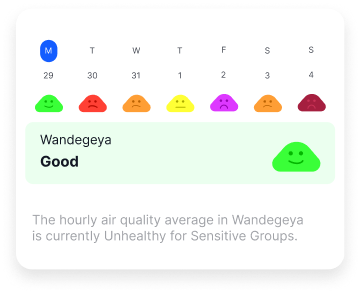 M T W T F S S
29 30 31 1 2 3 4
Wandegeya
Good
The hourly air quality average in Wandegeya
is currently Unhealthy for Sensitive Groups.